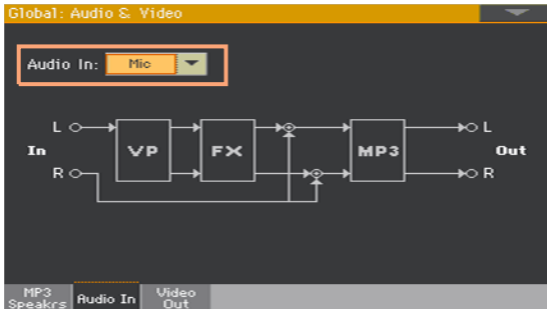 Global: Audio & Video
Audio In: Mic
L
In
R
VP
FX
MP3
L
Out
R
MP3
Speakrs
Audio In
Video
Out